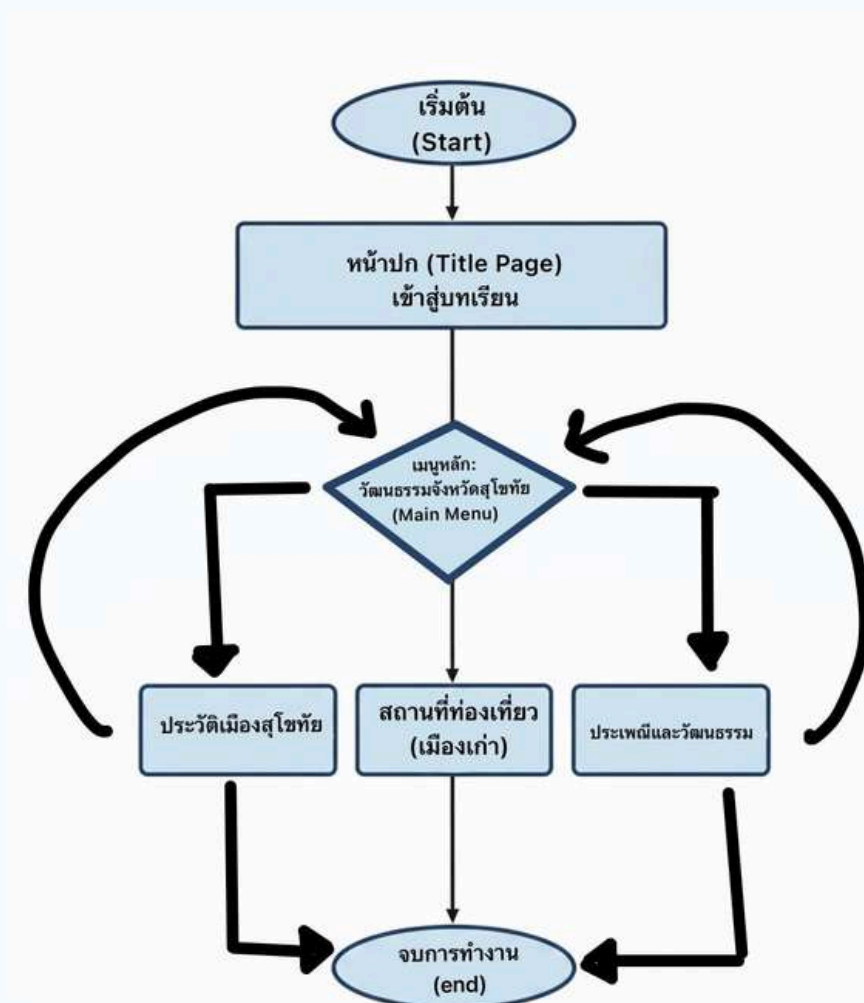 เริ่มต้น
(Start)
หน้าปก (Title Page)
เข้าสู่บทเรียน
เมนูหลัก:
วัฒนธรรมจังหวัดสุโขทัย
(Main Menu)
ประวัติเมืองสุโขทัย
สถานที่ท่องเที่ยว
(เมืองเก่า)
ประเพณีและวัฒนธรรม
จบการทำงาน
(end)